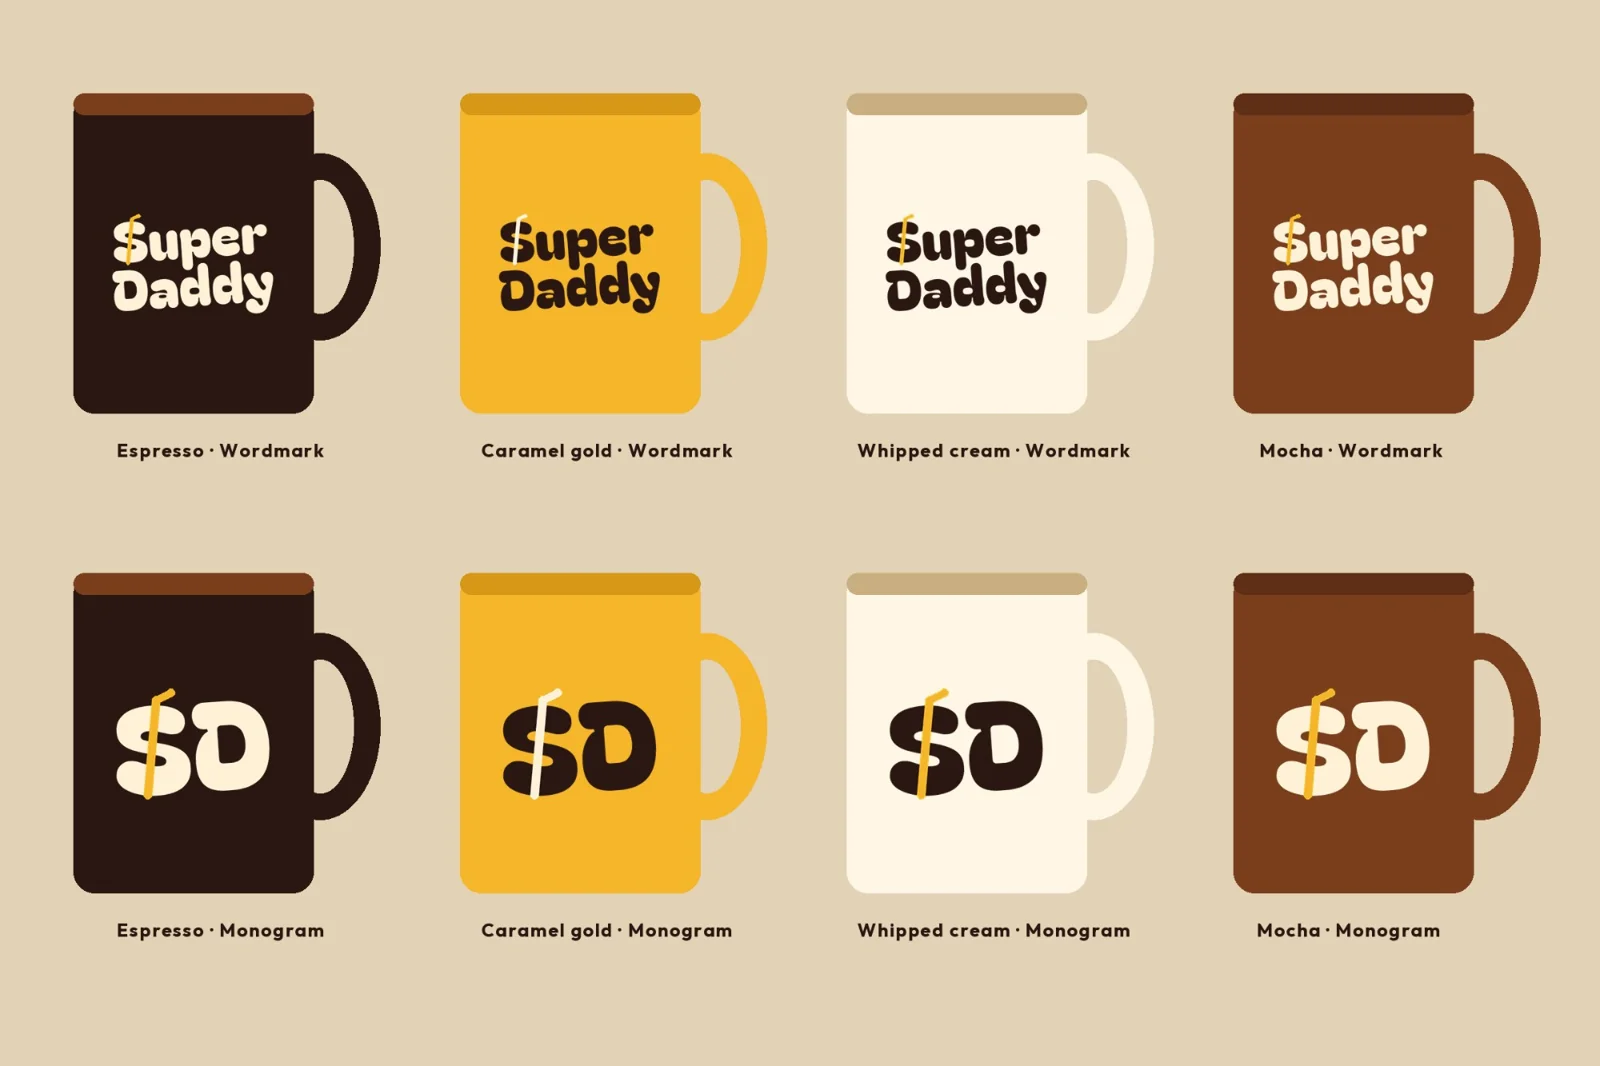 Super
Daddy
Super
Daddy
Super
Daddy
Super
Daddy
Espresso · Wordmark
Caramel gold · Wordmark
Whipped cream · Wordmark
Mocha · Wordmark
SD
SD
SD
SD
Espresso · Monogram
Caramel gold · Monogram
Whipped cream · Monogram
Mocha · Monogram